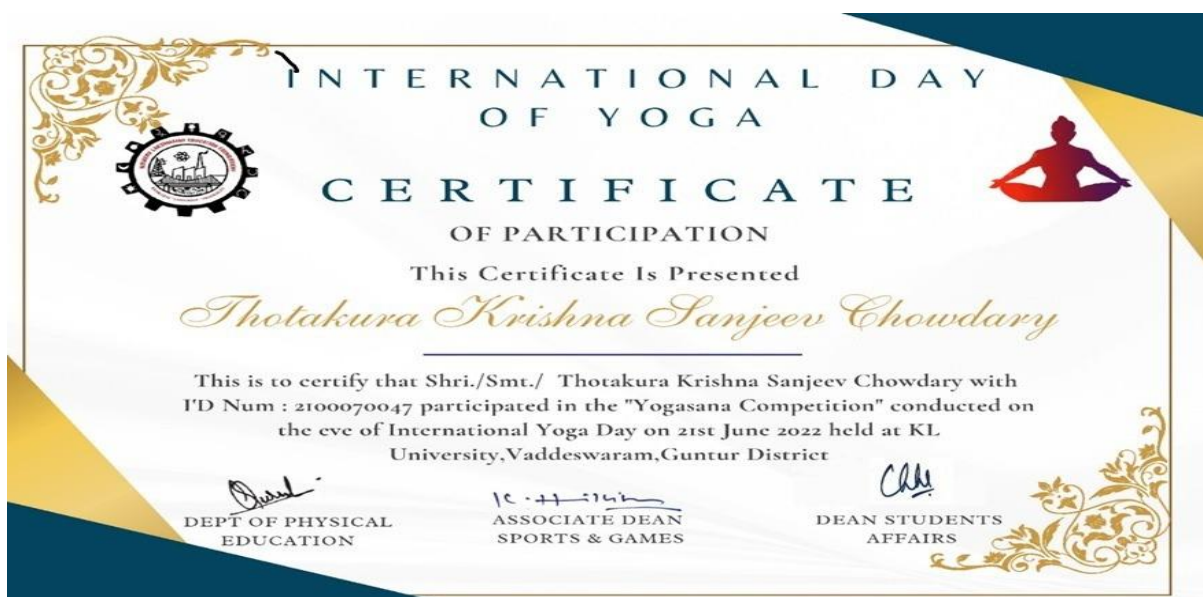 INTERNATIONAL DAY
OF YOGA
CERTIFICATE
OF PARTICIPATION
This Certificate Is Presented
Thotakura Krishna Sanjeev Chowdary
This is to certify that Shri./Smt./ Thotakura Krishna Sanjeev Chowdary with
I'D Num : 2100070047 participated in the "Yogasana Competition" conducted on
the eve of International Yoga Day on 21st June 2022 held at KL
University,Vaddeswaram,Guntur District
DEPT OF PHYSICAL
EDUCATION
ASSOCIATE DEAN
SPORTS & GAMES
DEAN STUDENTS
AFFAIRS